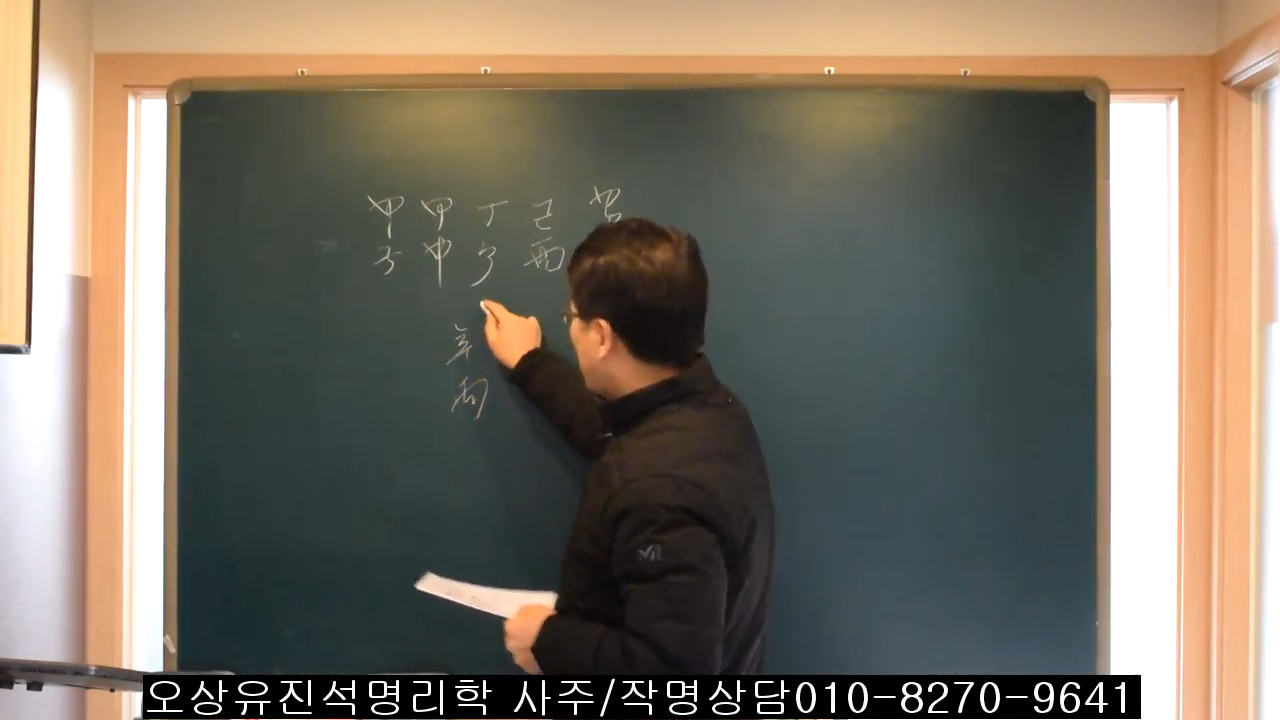 甲 甲 丁 己
子 申 酉
辛
酉
오상유진석명리학 사주/작명상담010-8270-9641